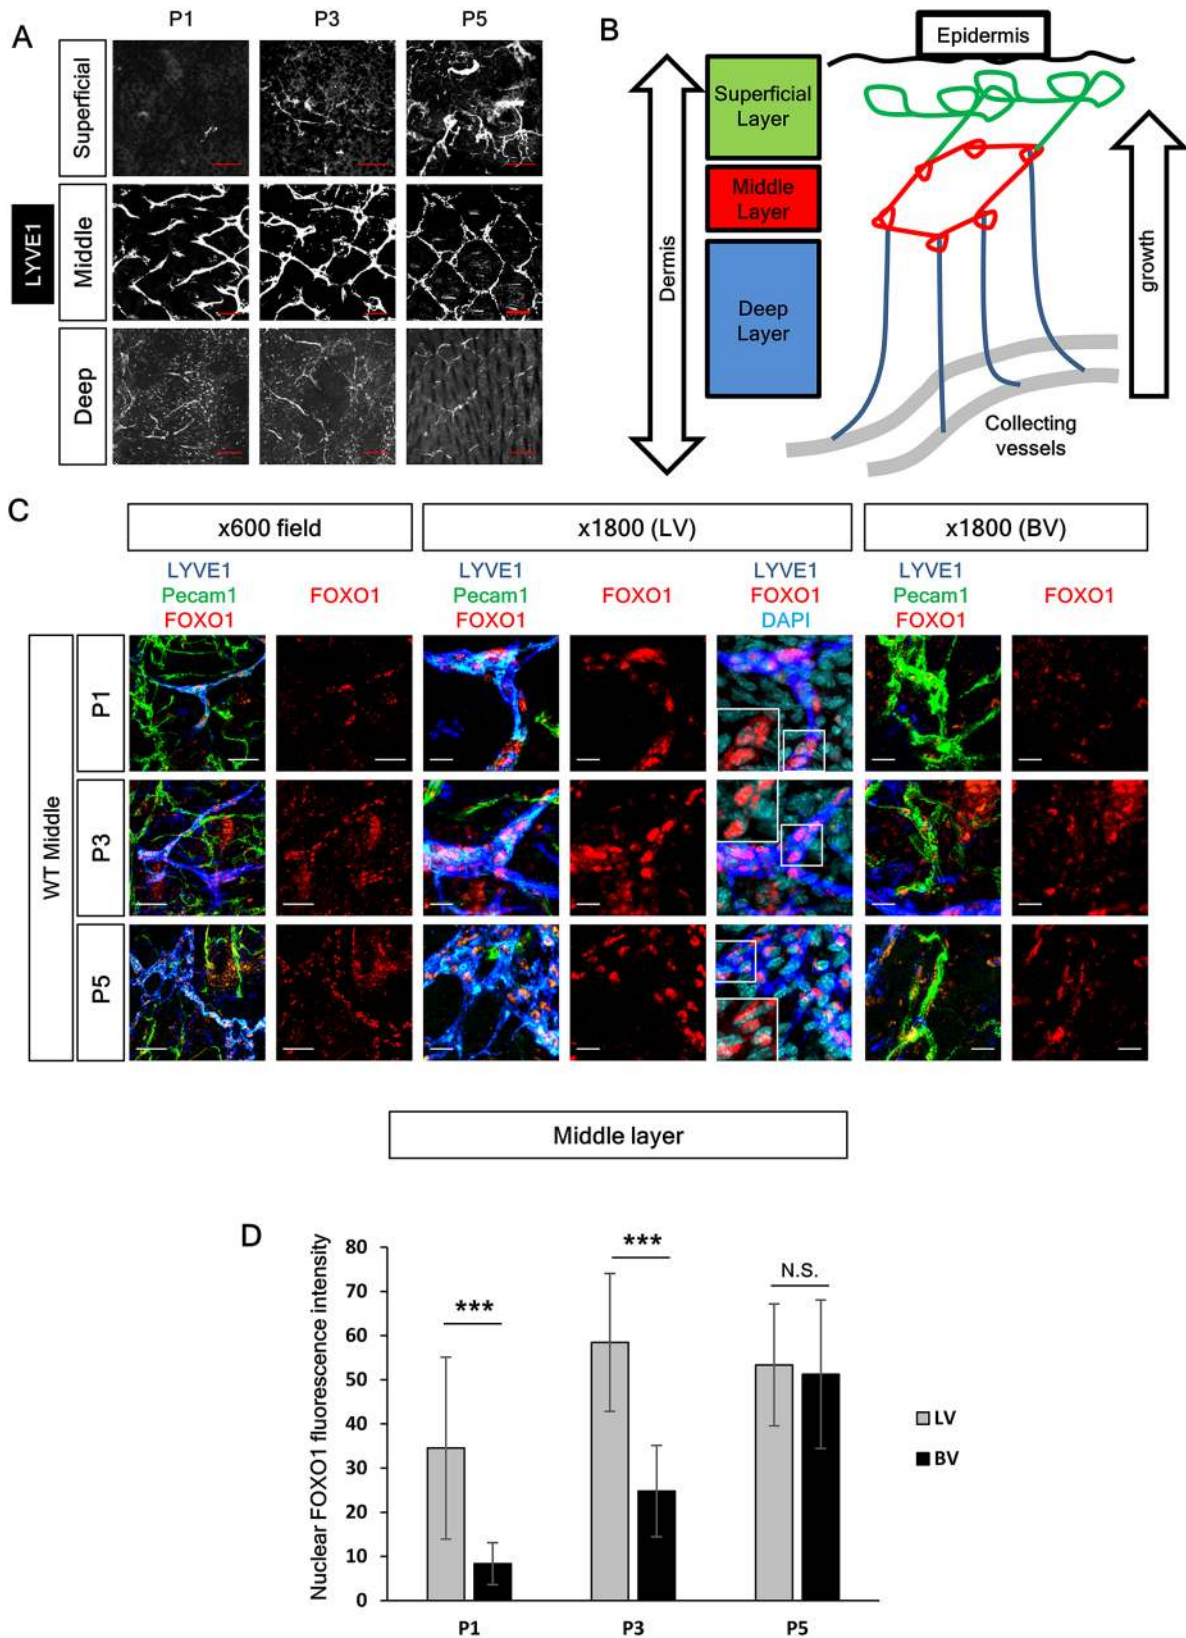 A
P1
P3
P5
LYVE1
Superficial
Middle
Deep
B
Epidermis
Dermis
Superficial
Layer
Middle
Layer
Deep
Layer
growth
Collecting
vessels
C
x600 field
x1800 (LV)
x1800 (BV)
LYVE1
Pecam1
FOXO1
FOXO1
LYVE1
Pecam1
FOXO1
FOXO1
LYVE1
FOXO1
DAPI
LYVE1
Pecam1
FOXO1
FOXO1
WT Middle
P1
P3
P5
Middle layer
D
Nuclear FOXO1 fluorescence intensity
80
70
60
50
40
30
20
10
0
***
***
N.S.
P1
P3
P5
LV
BV